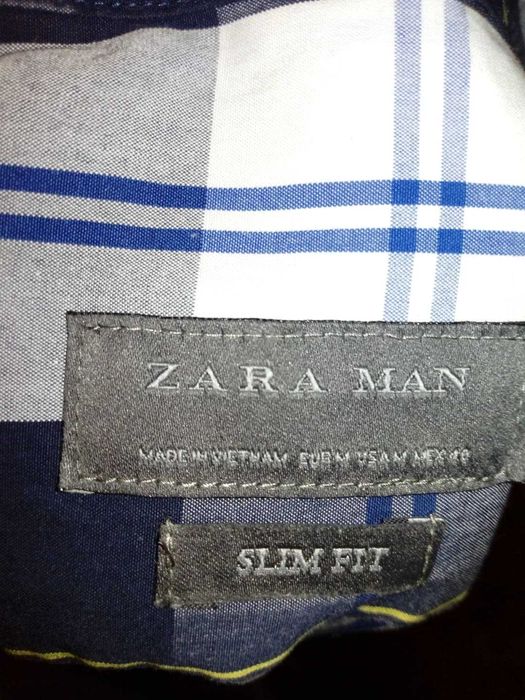 ZARA MAN
MADE IN VIETNAM EUR M USA M MEX 40
SLIM FIT